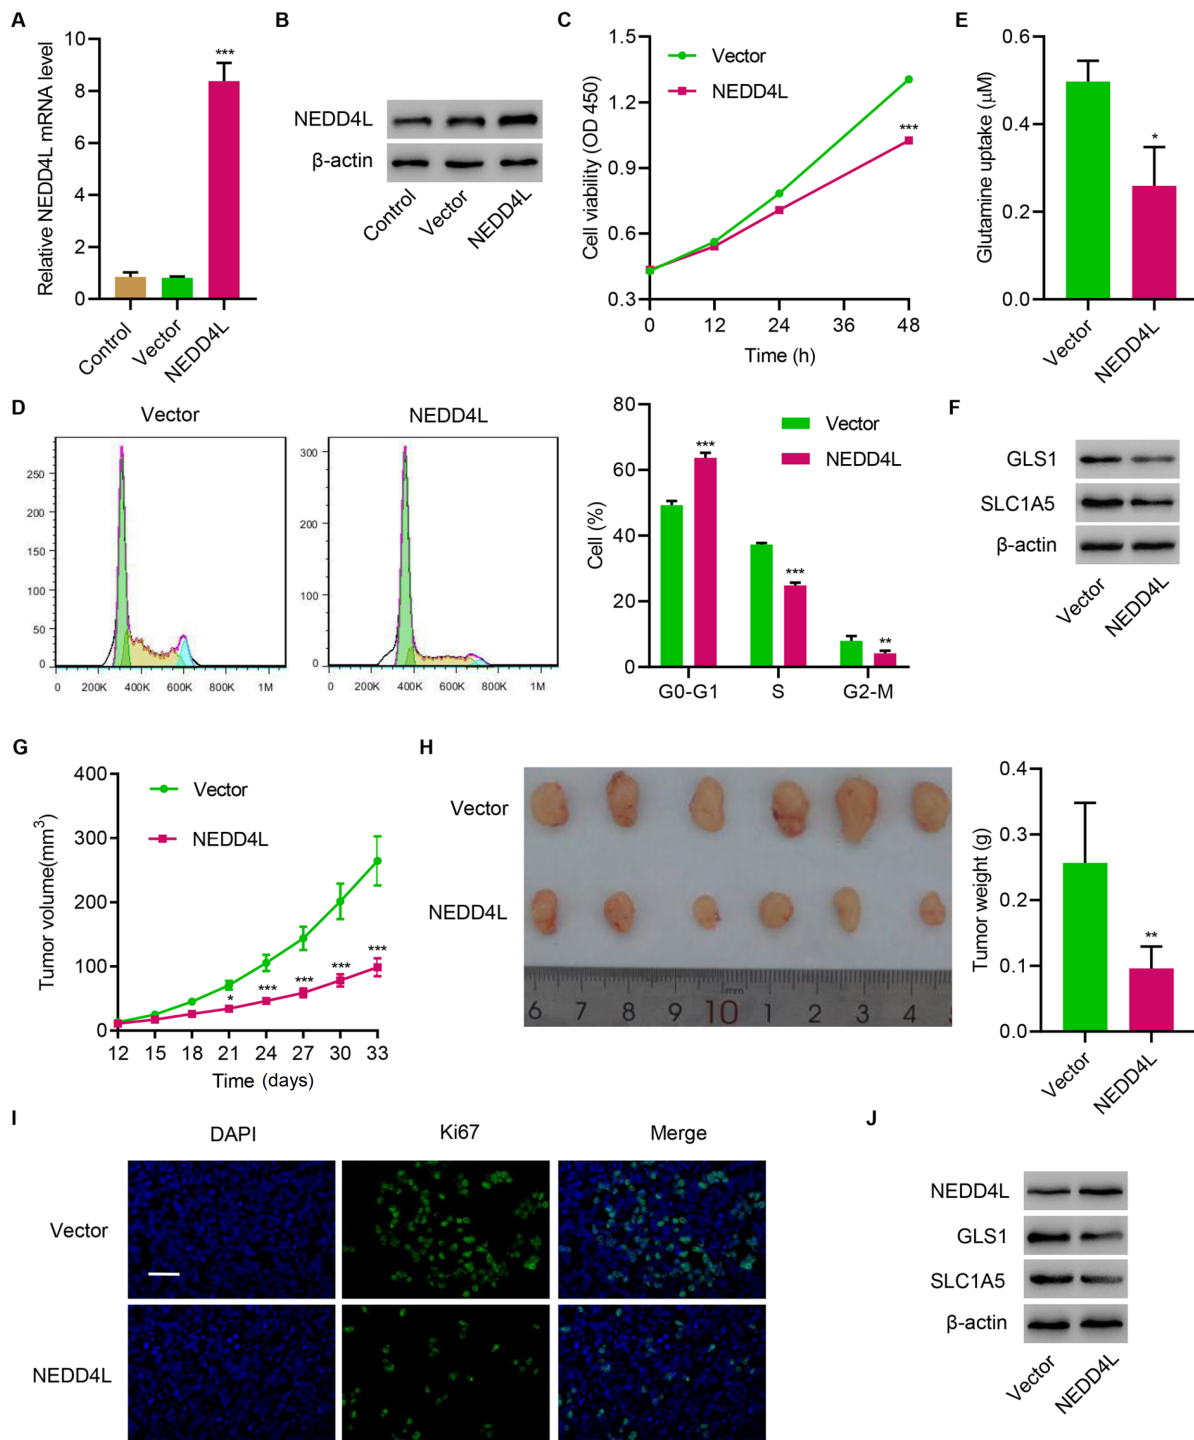 A
Relative NEDD4L mRNA level
10
8
6
4
2
0
***
Control
Vector
NEDD4L
B
NEDD4L
β-actin
Control
Vector
NEDD4L
C
Cell viability (OD 450)
1.5
1.2
0.9
0.6
0.3
Vector
NEDD4L
***
0
12
24
36
48
Time (h)
E
Glutamine uptake (μM)
0.6
0.4
0.2
0.0
*
Vector
NEDD4L
D
Vector
250
200
150
100
50
0
0
200K
400K
600K
1M
NEDD4L
300
200
100
0
0
200K
400K
600K
1M
Cell (%)
80
60
40
20
0
Vector
NEDD4L
***
***
**
G0-G1
S
G2-M
F
GLS1
SLC1A5
β-actin
Vector
NEDD4L
G
Tumor volume(mm³)
400
300
200
100
0
Vector
NEDD4L
*
***
***
***
***
12
15
18
21
24
27
30
33
Time (days)
H
Vector
NEDD4L
mm
6 7 8 9 10 1 2 3 4
Tumor weight (g)
0.4
0.3
0.2
0.1
0.0
**
Vector
NEDD4L
I
DAPI
Ki67
Merge
Vector
NEDD4L
J
NEDD4L
GLS1
SLC1A5
β-actin
Vector
NEDD4L